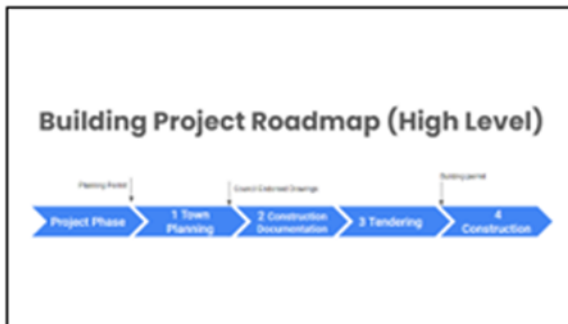 Building Project Roadmap (High Level)
Planning Permit
Council Endorsed Drawings
Building permit
Project Phase
1 Town
Planning
2 Construction
Documentation
3 Tendering
4
Construction